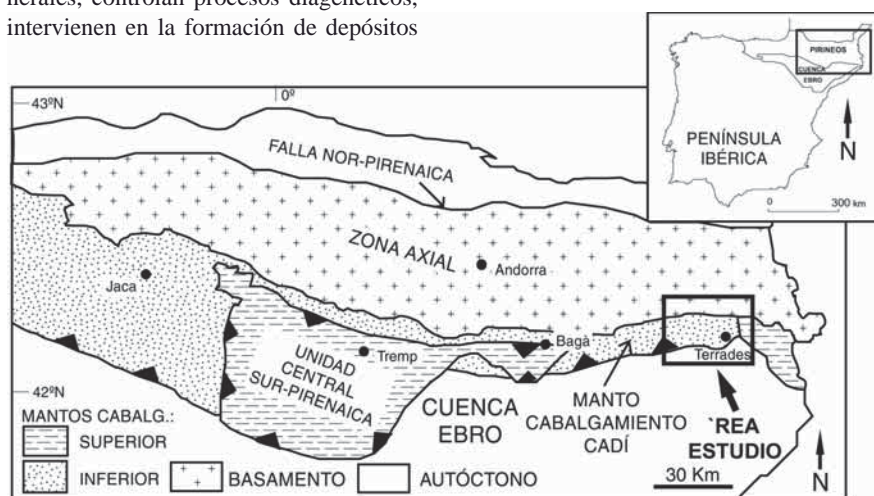 nerales, controlan procesos diagenéticos,
intervienen en la formación de depósitos
43ºN
0º
FALLA NOR-PIRENAICA
ZONA AXIAL
Andorra
Jaca
Bagà
Terrades
Tremp
UNIDAD
CENTRAL
SUR-PIRENAICA
42ºN
CUENCA
EBRO
MANTO
CABALGAMIENTO
CADÍ
`REA
ESTUDIO
30 Km
N
MANTOS CABALG.:
SUPERIOR
INFERIOR
BASAMENTO
AUTÓCTONO
PIRINEOS
CUENCA
EBRO
PENÍNSULA
IBÉRICA
N
0 300 km